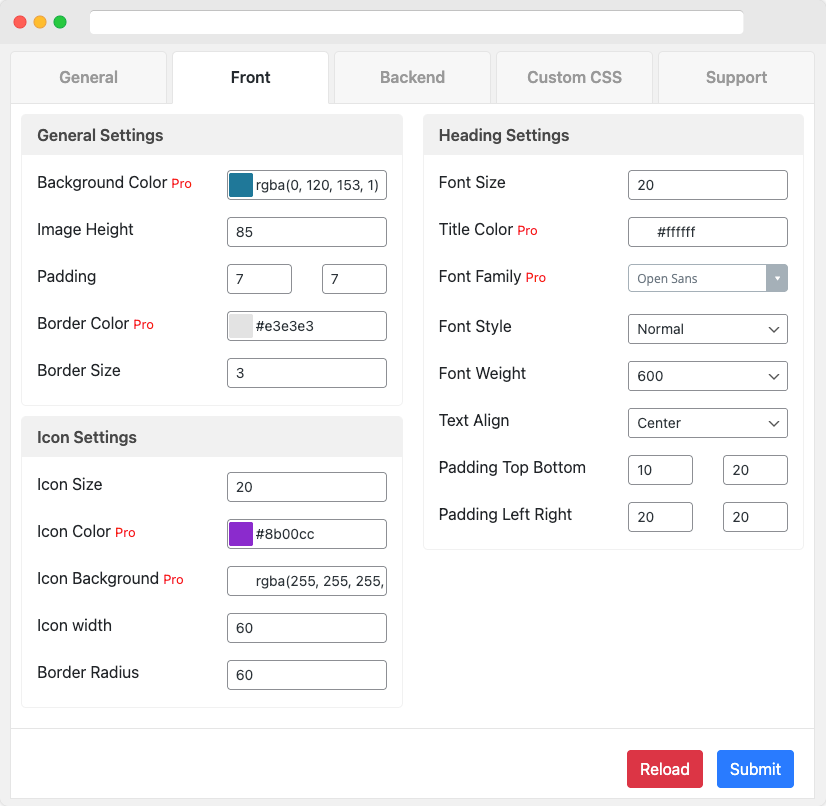 General
Front
Backend
Custom CSS
Support
General Settings
Background Color Pro
rgba(0, 120, 153, 1)
Image Height
85
Padding
7
7
Border Color Pro
#e3e3e3
Border Size
3
Icon Settings
Icon Size
20
Icon Color Pro
#8b00cc
Icon Background Pro
rgba(255, 255, 255,
Icon width
60
Border Radius
60
Heading Settings
Font Size
20
Title Color Pro
#ffffff
Font Family Pro
Open Sans
Font Style
Normal
Font Weight
600
Text Align
Center
Padding Top Bottom
10
20
Padding Left Right
20
20
Reload
Submit